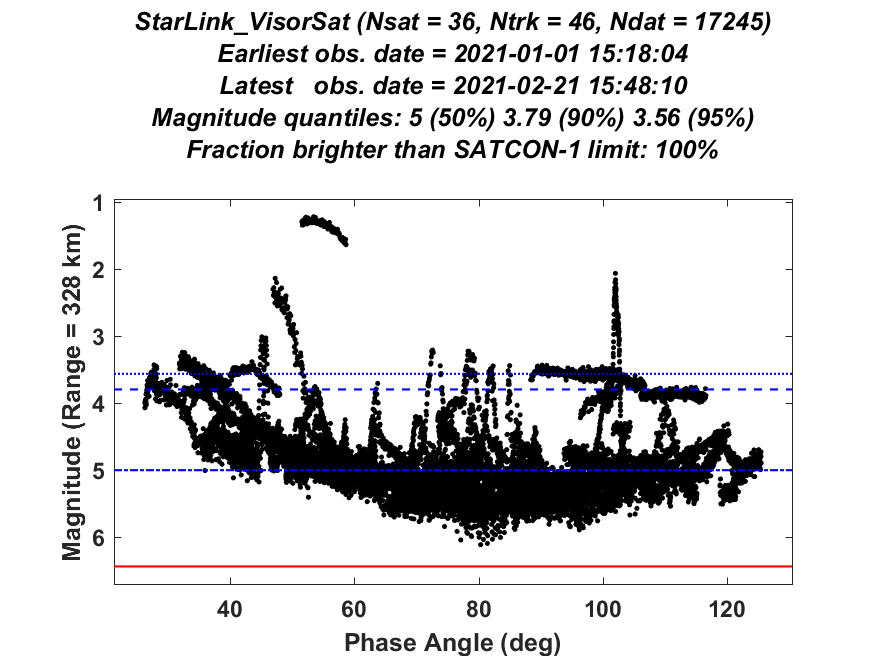 StarLink_VisorSat (Nsat = 36, Ntrk = 46, Ndat = 17245)
Earliest obs. date = 2021-01-01 15:18:04
Latest obs. date = 2021-02-21 15:48:10
Magnitude quantiles: 5 (50%) 3.79 (90%) 3.56 (95%)
Fraction brighter than SATCON-1 limit: 100%
Magnitude (Range = 328 km)
1
2
3
4
5
6
40 60 80 100 120
Phase Angle (deg)